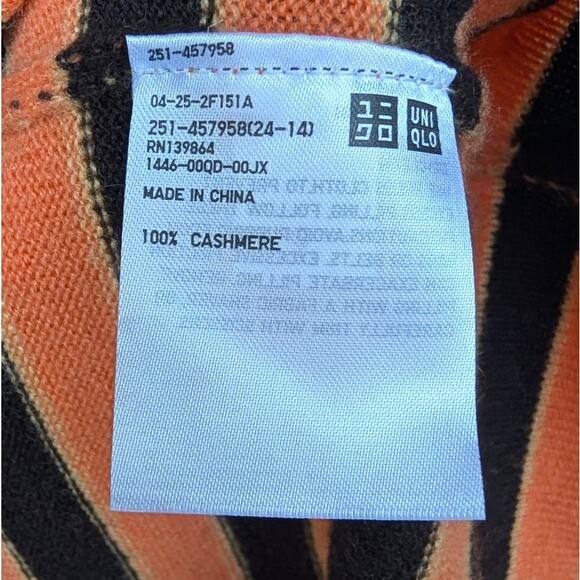 251-457958
04-25-2F151A
251-457958(24-14)
RN139864
1446-00QD-00JX
MADE IN CHINA
100% CASHMERE
ユニ
クロ
UNI
QLO